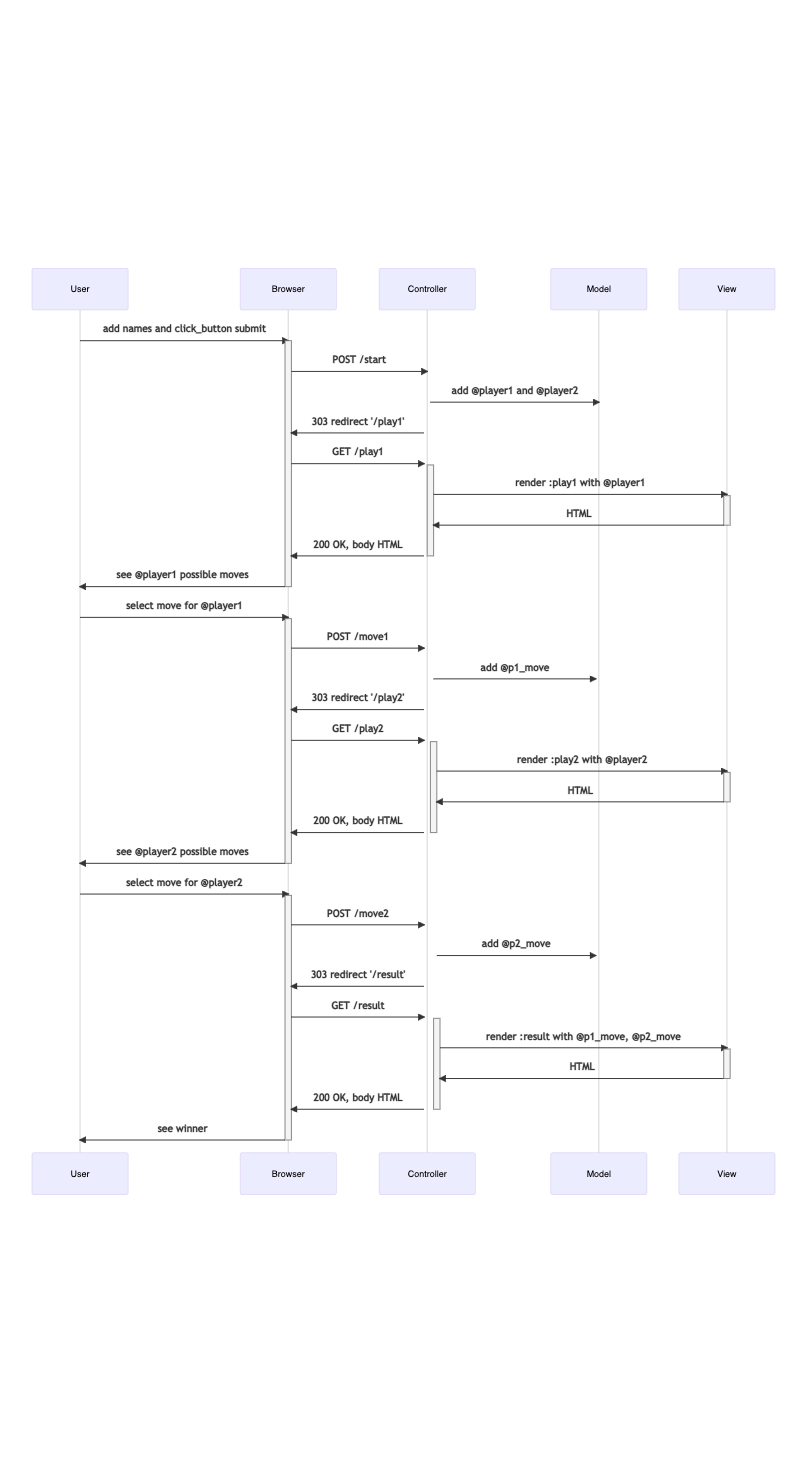 User
Browser
Controller
Model
View
add names and click_button submit
POST /start
add @player1 and @player2
303 redirect '/play1'
GET /play1
render :play1 with @player1
HTML
200 OK, body HTML
see @player1 possible moves
select move for @player1
POST /move1
add @p1_move
303 redirect '/play2'
GET /play2
render :play2 with @player2
HTML
200 OK, body HTML
see @player2 possible moves
select move for @player2
POST /move2
add @p2_move
303 redirect '/result'
GET /result
render :result with @p1_move, @p2_move
HTML
200 OK, body HTML
see winner
User
Browser
Controller
Model
View